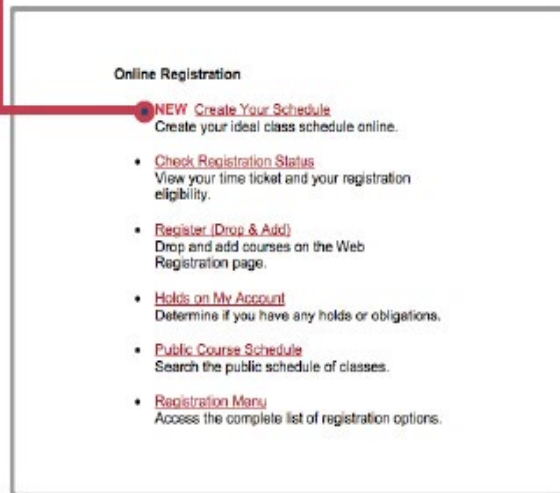 Online Registration
NEW Create Your Schedule
Create your ideal class schedule online.
Check Registration Status
View your time ticket and your registration
eligibility.
Register (Drop & Add)
Drop and add courses on the Web
Registration page.
Holds on My Account
Determine if you have any holds or obligations.
Public Course Schedule
Search the public schedule of classes.
Registration Menu
Access the complete list of registration options.